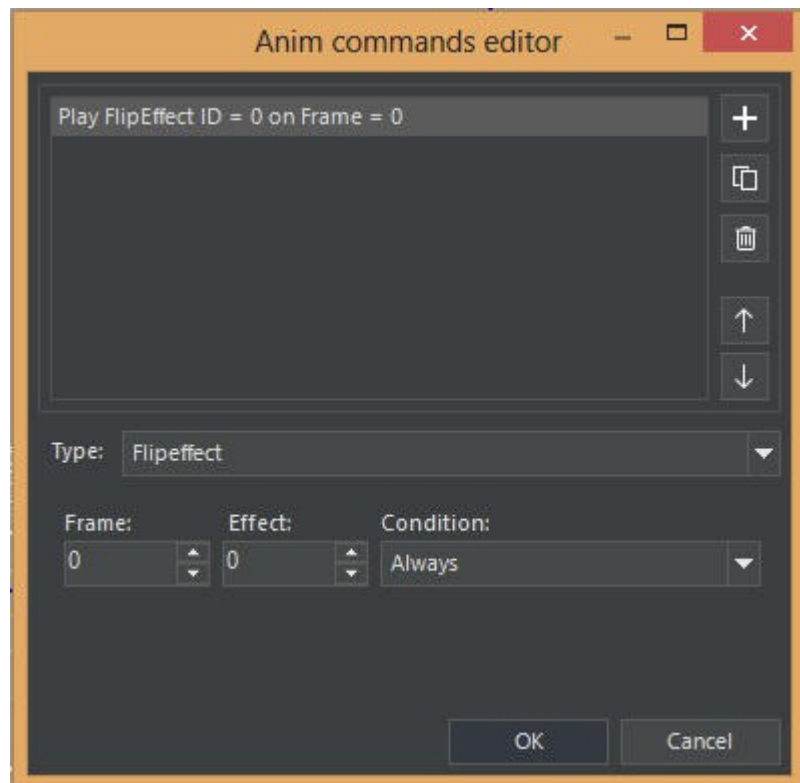 Anim commands editor
Play FlipEffect ID = 0 on Frame = 0
Type: Flipeffect
Frame: Effect: Condition:
0 0 Always
OK Cancel